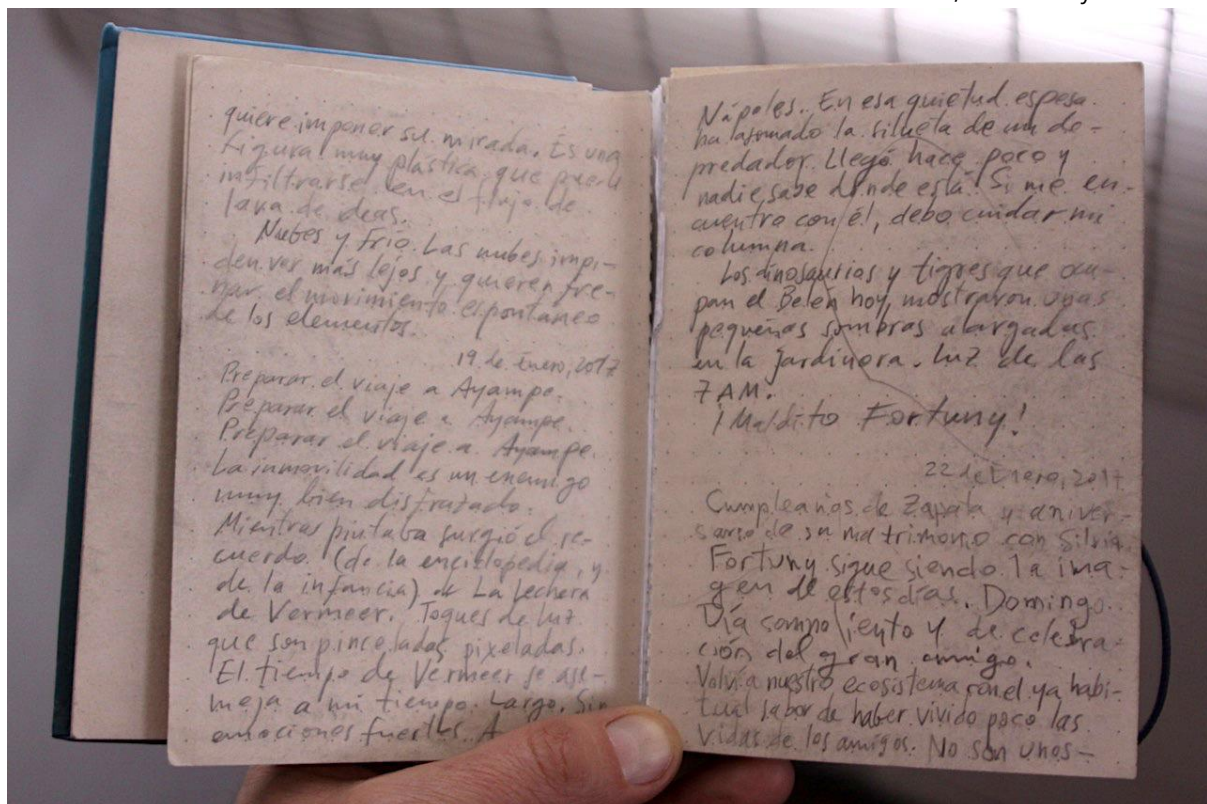 quiere imponer su mirada. Es una
figura muy plástica que puede
infiltrarse en el flujo de
lava de ideas.
Nubes y frío. Las nubes impi-
den ver más lejos y quieren fre-
nar el movimiento espontaneo
de los elementos.
19 de Enero, 2017
Preparar el viaje a Ayampe.
Preparar el viaje a Ayampe.
Preparar el viaje a Ayampe.
La inmovilidad es un enemigo
muy bien disfrazado.
Mientras pintaba surgió el re-
cuerdo (de la enciclopedia, y
de la infancia) de La Lechera
de Vermeer. Toques de luz
que son pinceladas pixeladas.
El tiempo de Vermeer se ase-
meja a mi tiempo. Largo. Sin
emociones fuertes. A
Nápoles. En esa quietud espesa
ha asomado la silueta de un de-
predador. Llegó hace poco y
nadie sabe dónde está. Si me en-
cuentro con él, debo cuidar mi
columna.
Los dinosaurios y tigres que ocu-
pan el Belén hoy, mostraron unas
pequeñas sombras alargadas
en la jardinera. Luz de las
7 AM.
¡Maldito Fortuny!
22 de Enero, 2017
Cumpleaños de Zapata y aniver-
sario de su matrimonio con Silvia
Fortuny sigue siendo la ima-
gen de estos días. Domingo.
Día somnoliento y de celebra-
ción del gran amigo.
Volví a nuestro ecosistema con el ya habi-
tual sabor de haber vivido poco las
vidas de los amigos. No son unos-